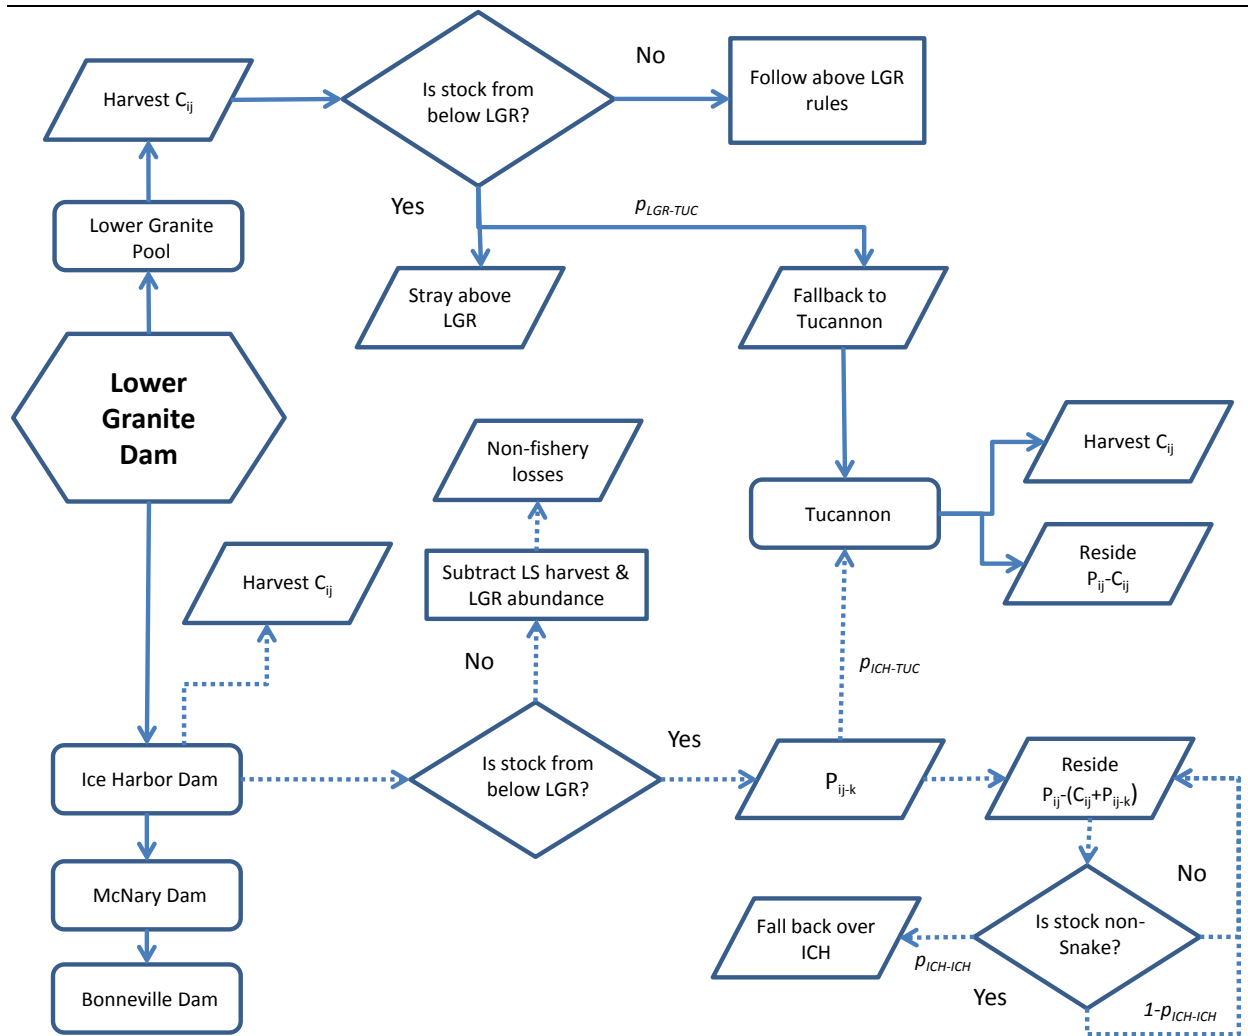 Harvest Cij
Is stock from
below LGR?
No
Follow above LGR
rules
Lower Granite
Pool
Yes
pLGR-TUC
Stray above
LGR
Fallback to
Tucannon
Lower
Granite
Dam
Non-fishery
losses
Harvest Cij
Tucannon
Reside
Pij-Cij
Subtract LS harvest &
LGR abundance
Harvest Cij
No
pICH-TUC
Ice Harbor Dam
Is stock from
below LGR?
Yes
Pij-k
Reside
Pij-(Cij+Pij-k)
McNary Dam
No
Fall back over
ICH
pICH-ICH
Is stock non-
Snake?
Bonneville Dam
Yes
1-pICH-ICH